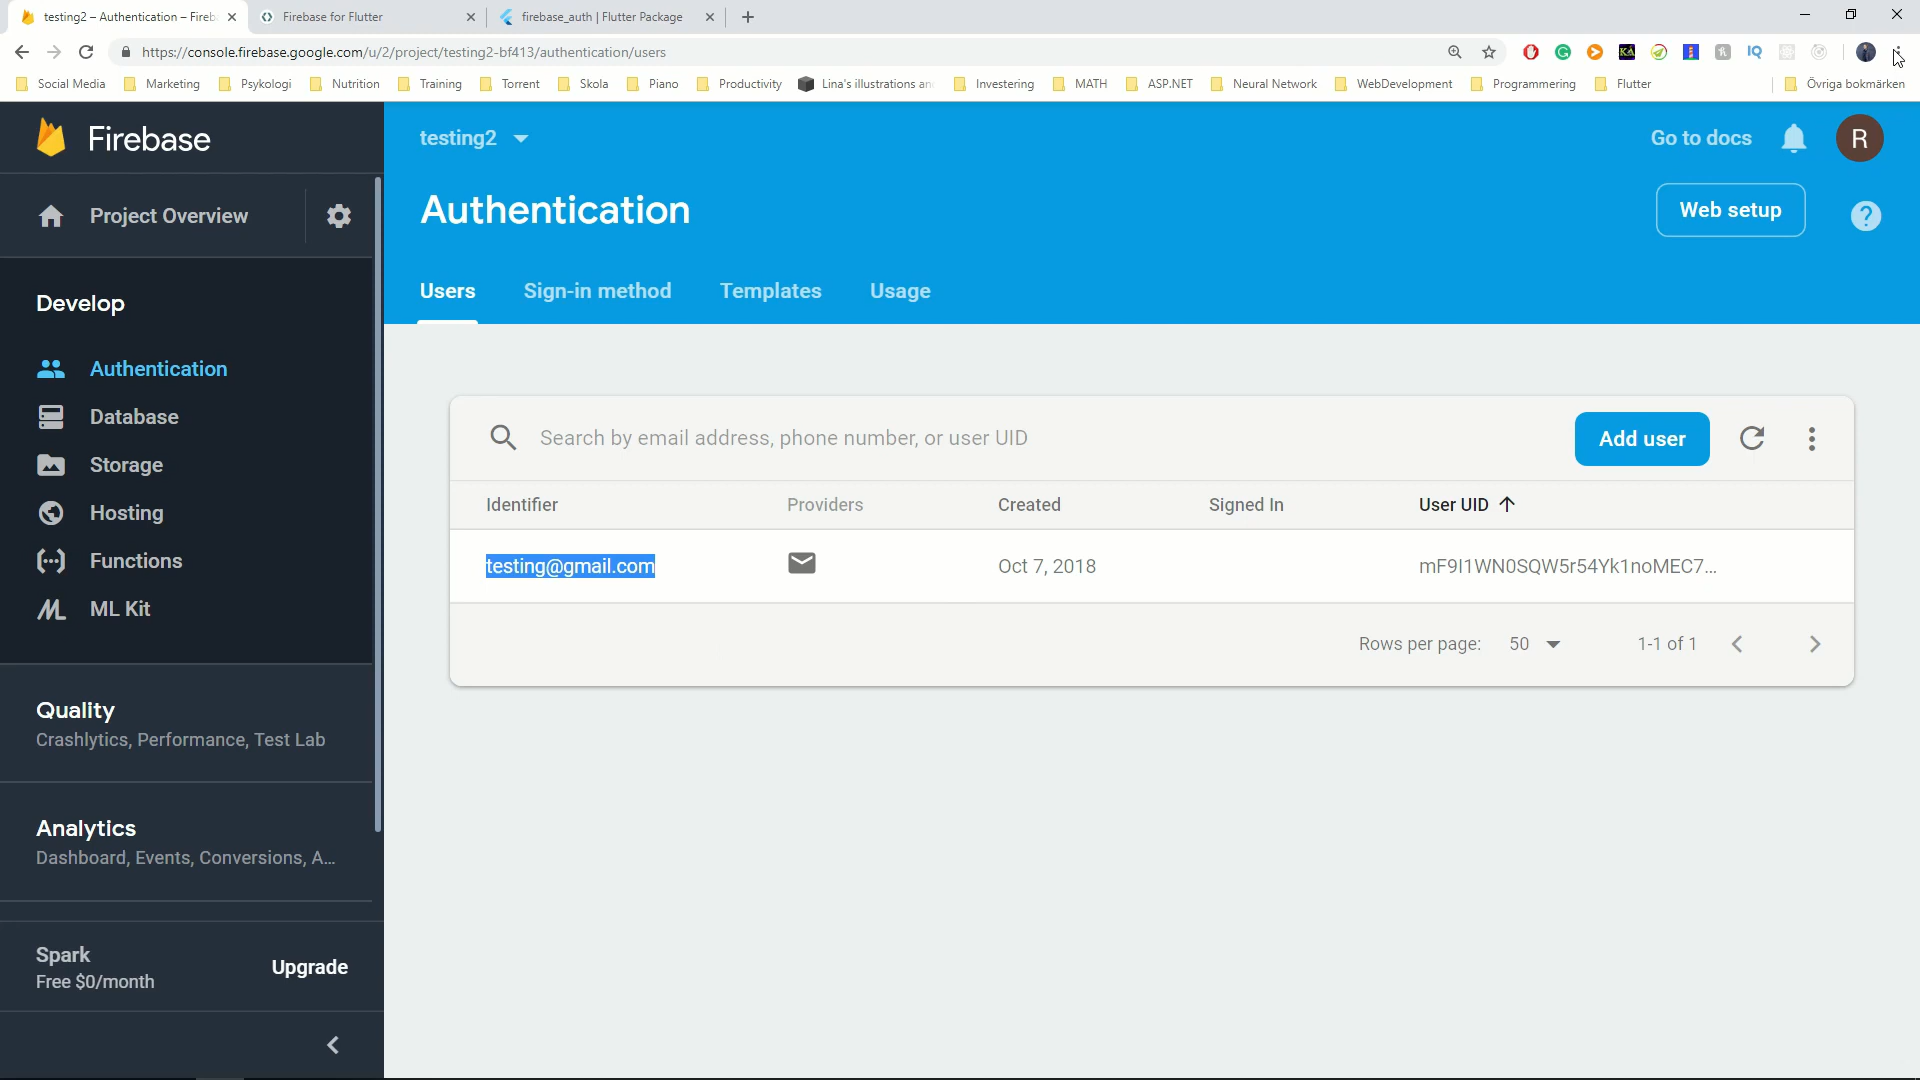 testing2 – Authentication – Fireb
Firebase for Flutter
firebase_auth | Flutter Package
https://console.firebase.google.com/u/2/project/testing2-bf413/authentication/users
Social Media
Marketing
Psykologi
Nutrition
Training
Torrent
Skola
Piano
Productivity
Lina's illustrations an
Investering
MATH
ASP.NET
Neural Network
WebDevelopment
Programmering
Flutter
Övriga bokmärken
KA
IQ
Firebase
testing2
Go to docs
R
Project Overview
Authentication
Web setup
?
Develop
Users
Sign-in method
Templates
Usage
Authentication
Database
Storage
Hosting
Functions
ML Kit
Search by email address, phone number, or user UID
Add user
Identifier
Providers
Created
Signed In
User UID
testing@gmail.com
Oct 7, 2018
mF9I1WN0SQW5r54Yk1noMEC7...
Rows per page:
50
1-1 of 1
Quality
Crashlytics, Performance, Test Lab
Analytics
Dashboard, Events, Conversions, A...
Spark
Free $0/month
Upgrade